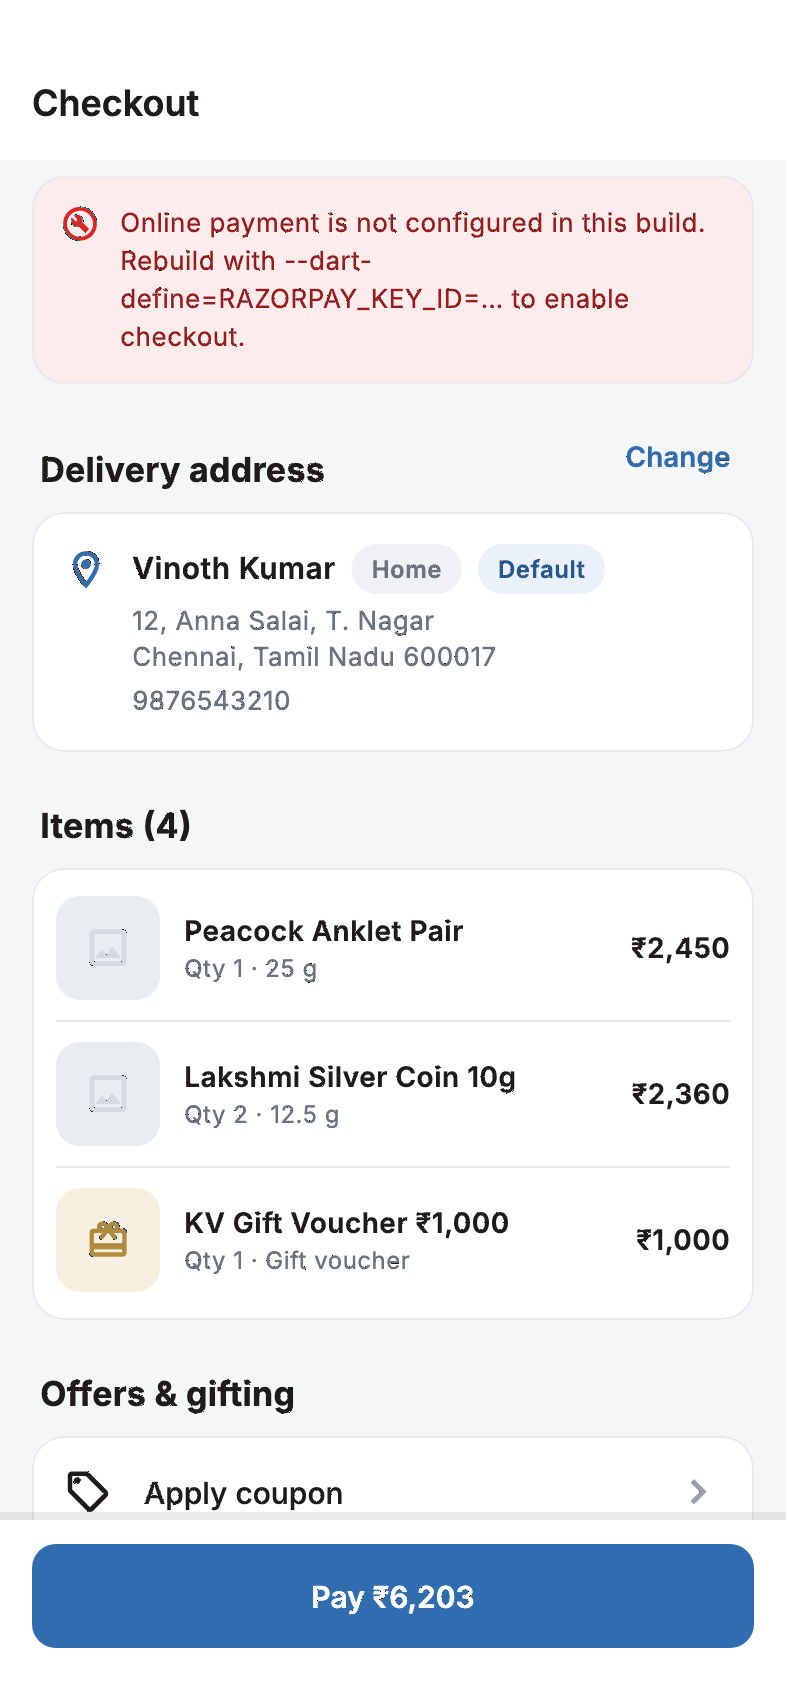 Checkout
Online payment is not configured in this build.
Rebuild with --dart-
define=RAZORPAY_KEY_ID=... to enable
checkout.
Delivery address
Change
Vinoth Kumar Home Default
12, Anna Salai, T. Nagar
Chennai, Tamil Nadu 600017
9876543210
Items (4)
Peacock Anklet Pair
Qty 1 · 25 g
₹2,450
Lakshmi Silver Coin 10g
Qty 2 · 12.5 g
₹2,360
KV Gift Voucher ₹1,000
Qty 1 · Gift voucher
₹1,000
Offers & gifting
Apply coupon
Pay ₹6,203